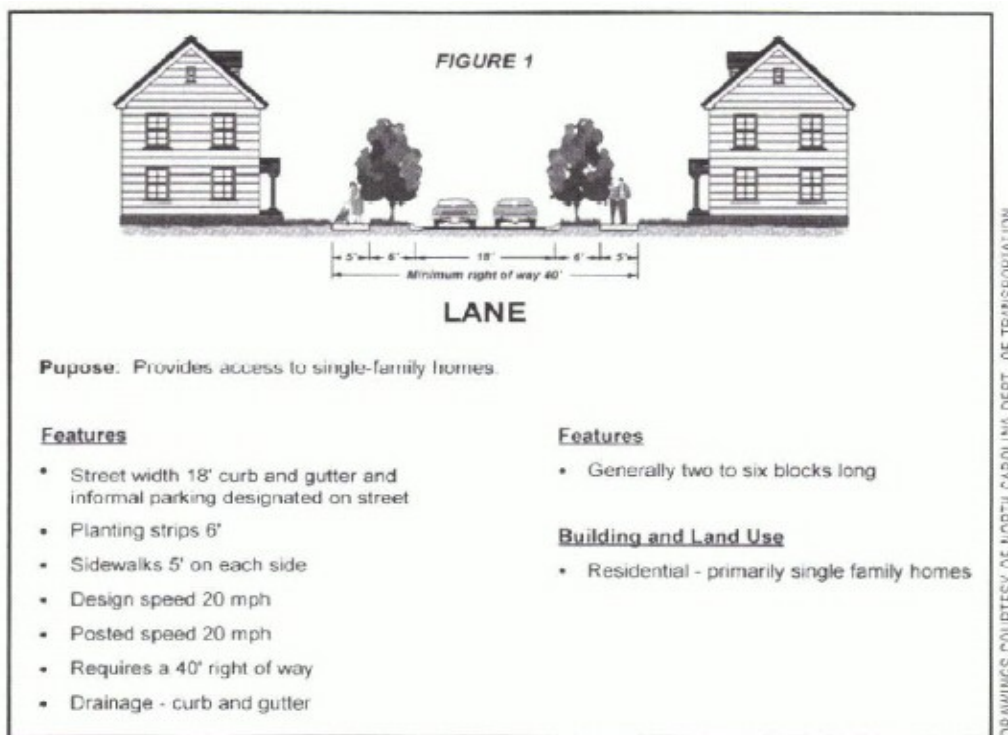 FIGURE 1
5' 6' 18' 6' 5'
Minimum right of way 40'
LANE
Pupose: Provides access to single-family homes.
Features
• Street width 18' curb and gutter and
informal parking designated on street
• Planting strips 6'
• Sidewalks 5' on each side
• Design speed 20 mph
• Posted speed 20 mph
• Requires a 40' right of way
• Drainage - curb and gutter
Features
• Generally two to six blocks long
Building and Land Use
• Residential - primarily single family homes
DRAWINGS COURTESY OF NORTH CAROLINA DEPT. OF TRANSPORTATION